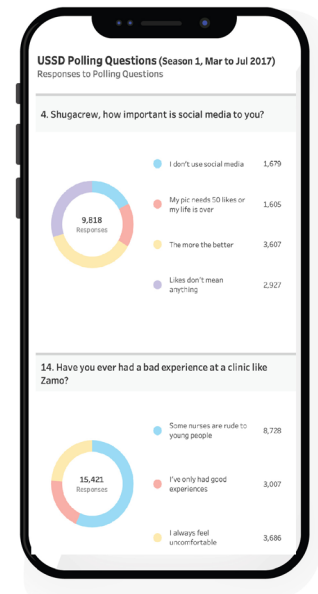 USSD Polling Questions (Season 1, Mar to Jul 2017)
Responses to Polling Questions
4. Shugacrew, how important is social media to you?
9,818
Responses
I don't use social media 1,679
My pic needs 50 likes or
my life is over 1,605
The more the better 3,607
Likes don't mean
anything 2,927
14. Have you ever had a bad experience at a clinic like
Zamo?
15,421
Responses
Some nurses are rude to
young people 8,728
I've only had good
experiences 3,007
I always feel
uncomfortable 3,686